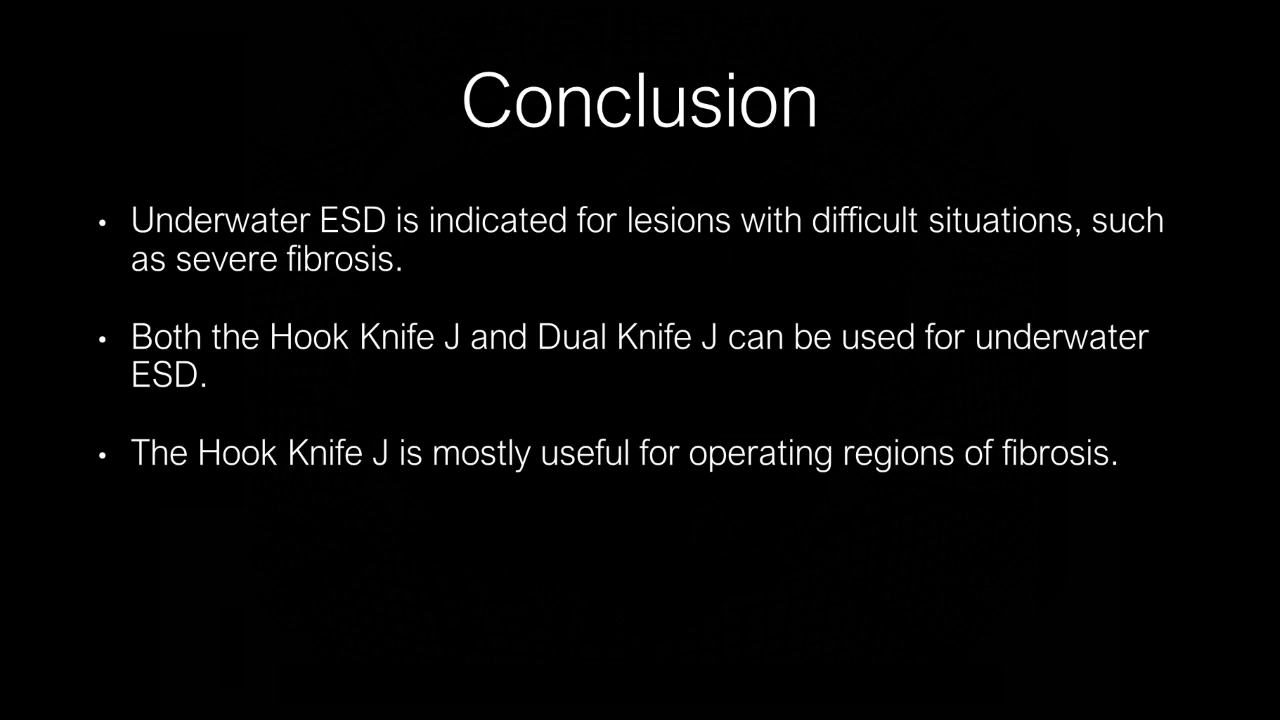 Conclusion
• Underwater ESD is indicated for lesions with difficult situations, such
as severe fibrosis.
• Both the Hook Knife J and Dual Knife J can be used for underwater
ESD.
• The Hook Knife J is mostly useful for operating regions of fibrosis.